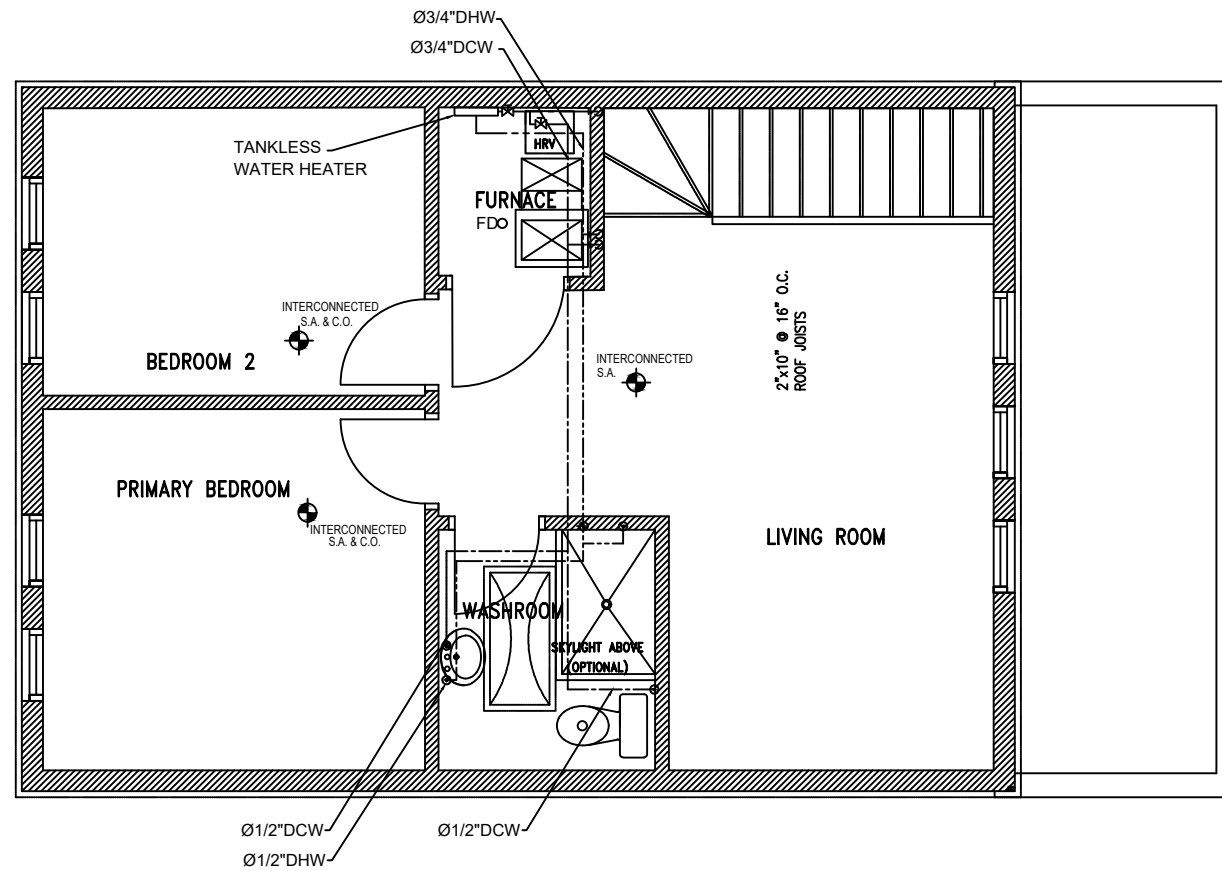 Ø3/4"DHW
Ø3/4"DCW
TANKLESS
WATER HEATER
HRV
FURNACE
FD
INTERCONNECTED
S.A. & C.O.
BEDROOM 2
INTERCONNECTED
S.A.
2"x10" @ 16" O.C.
ROOF JOISTS
PRIMARY BEDROOM
INTERCONNECTED
S.A. & C.O.
LIVING ROOM
WASHROOM
SKYLIGHT ABOVE
(OPTIONAL)
Ø1/2"DCW
Ø1/2"DCW
Ø1/2"DHW